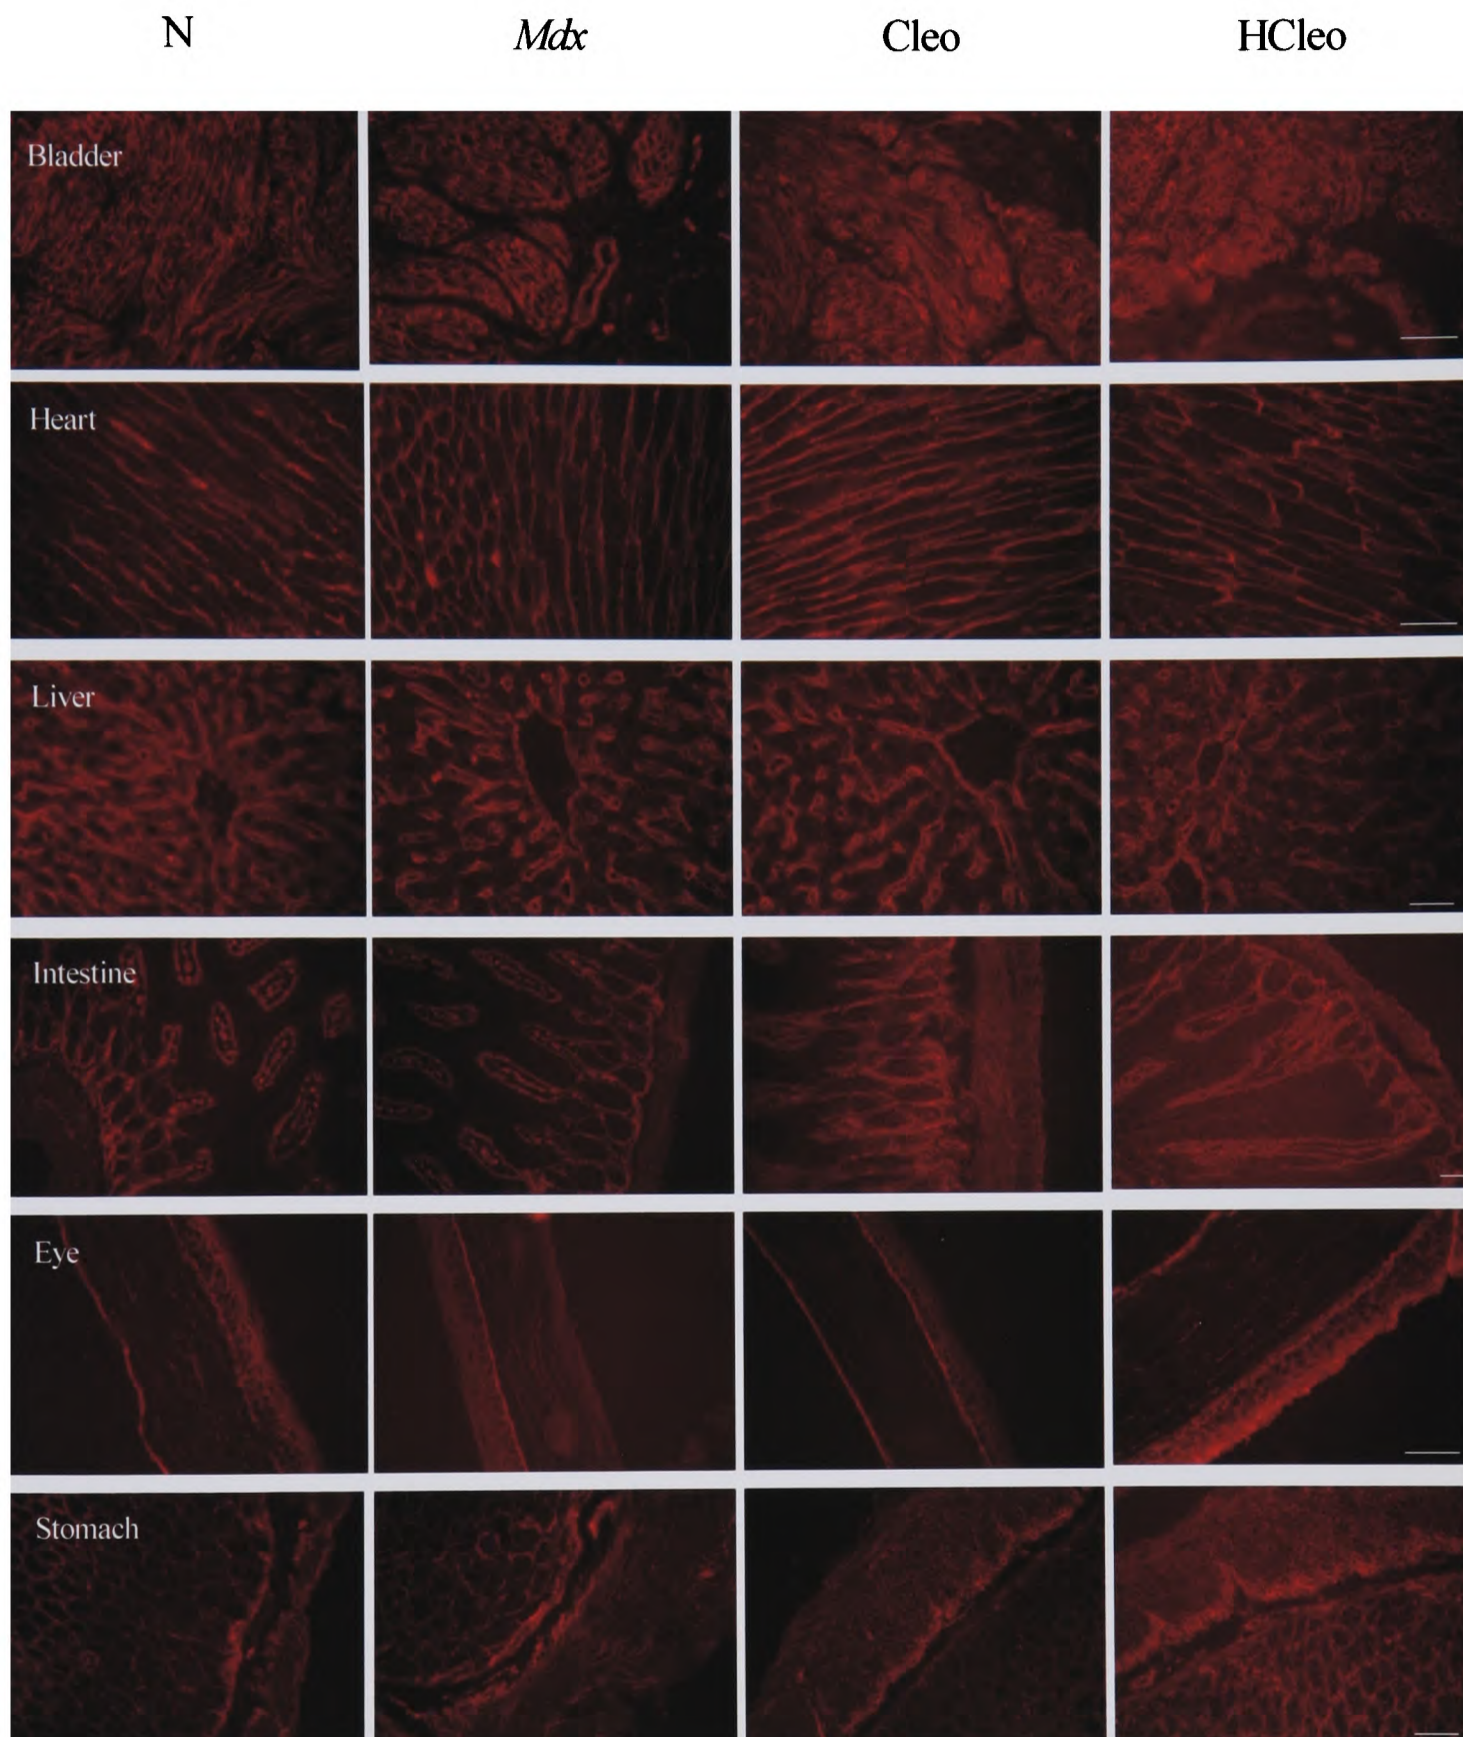 N Mdx Cleo HCleo
Bladder
Heart
Liver
Intestine
Eye
Stomach